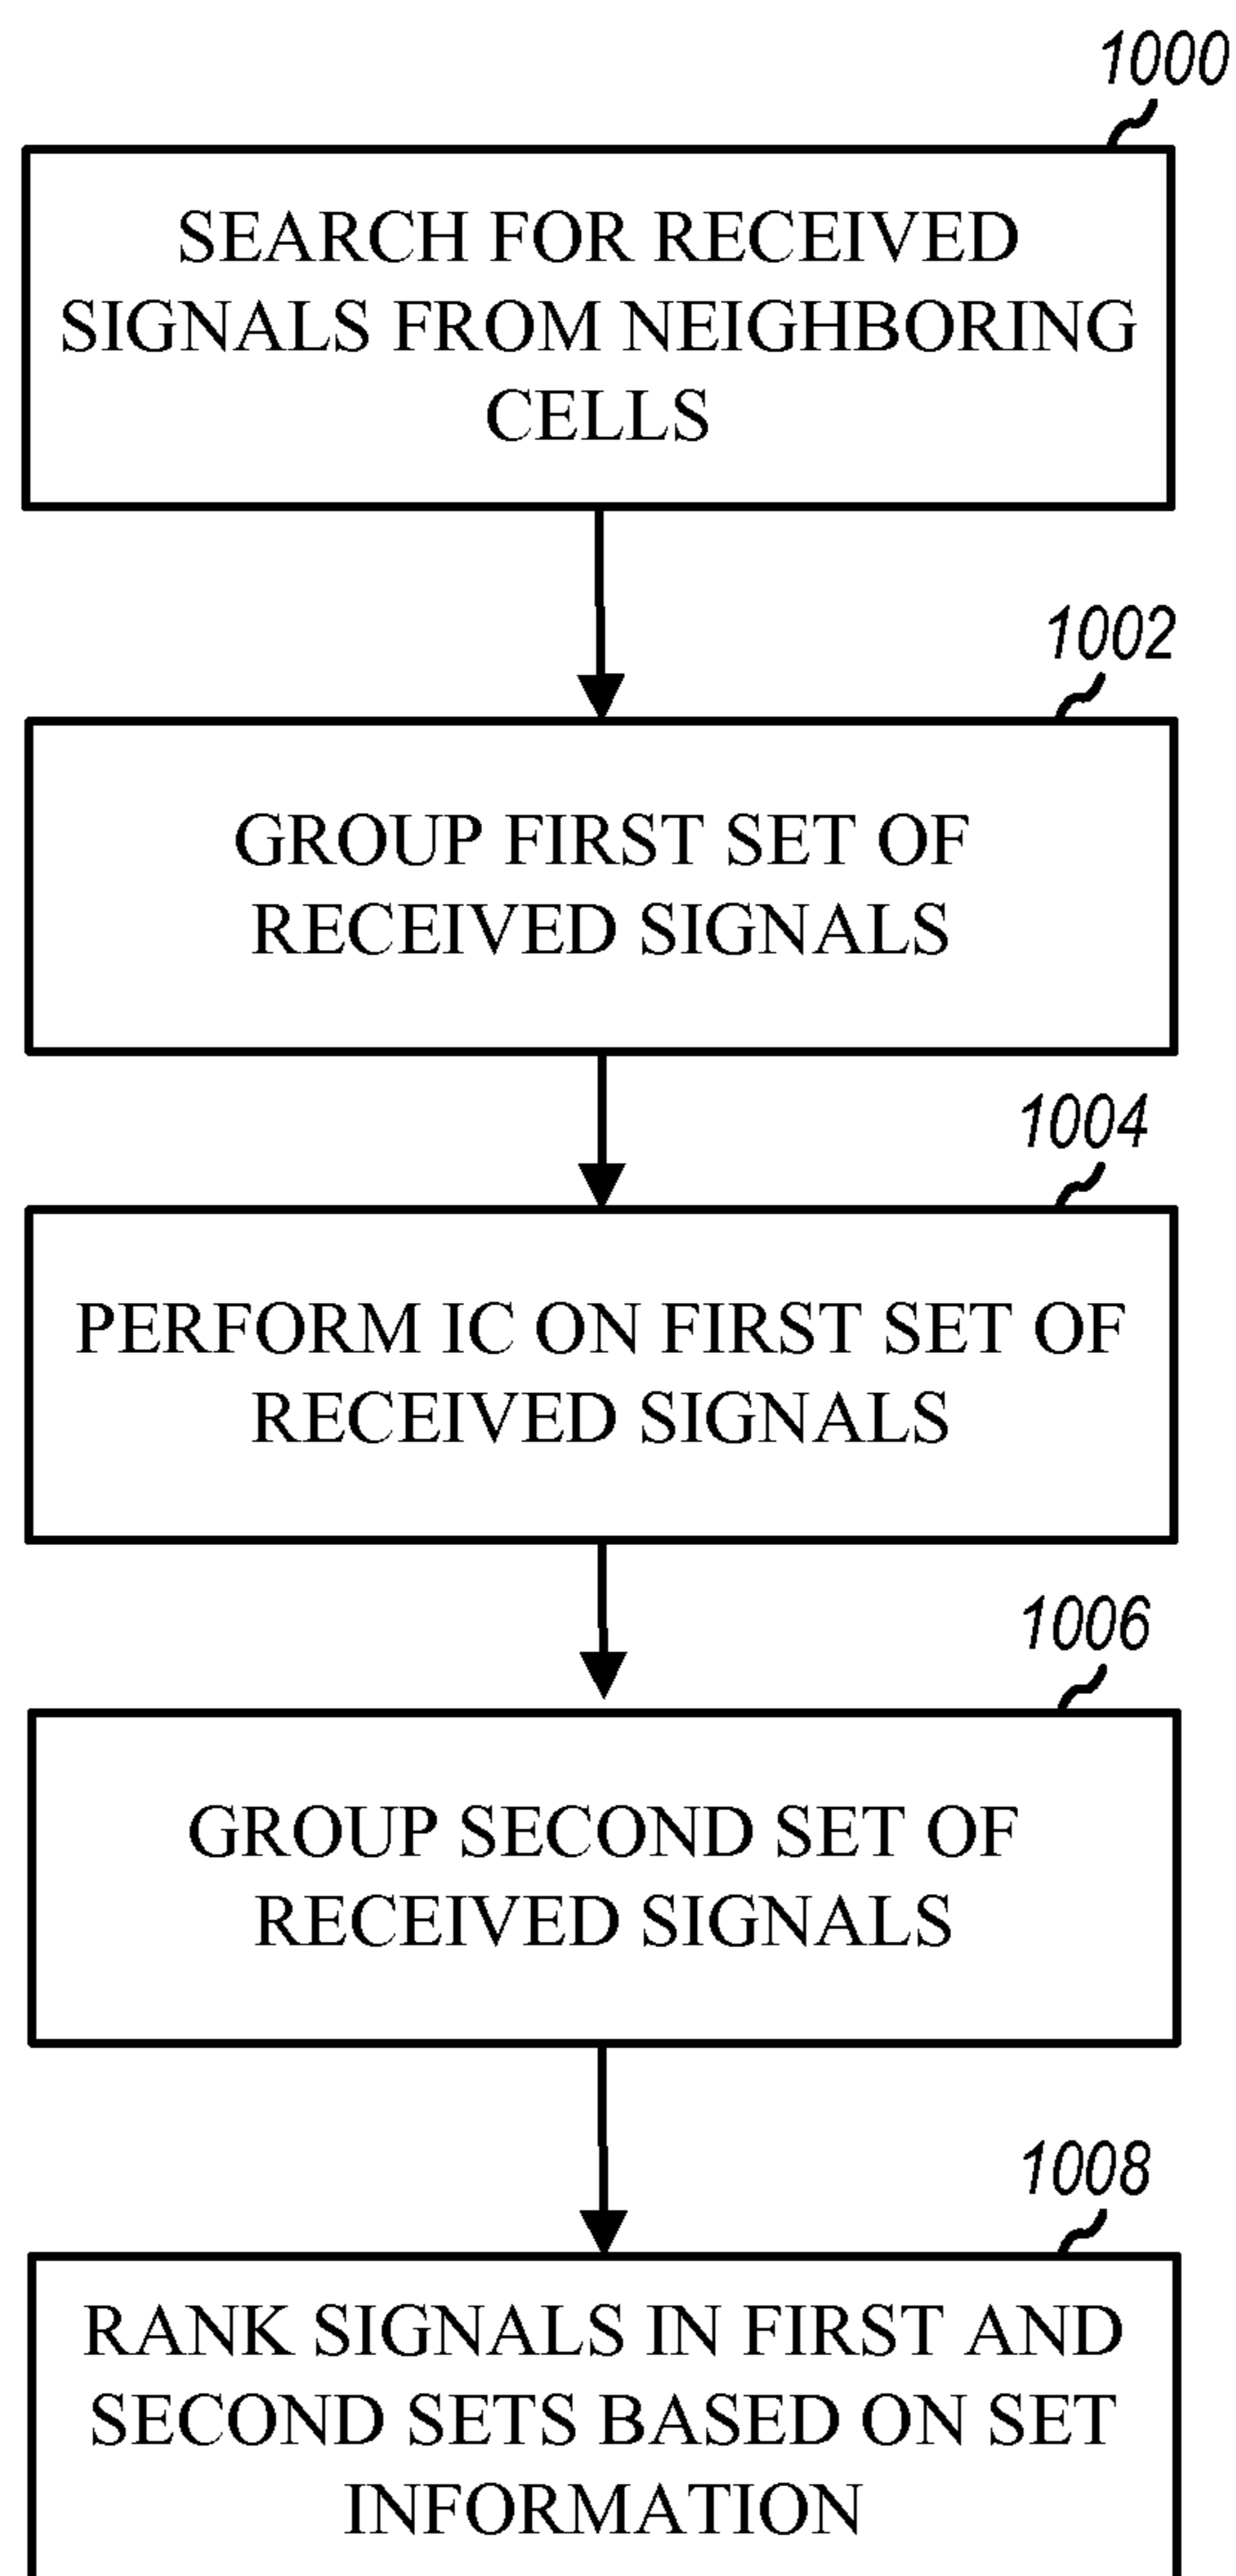 1000
SEARCH FOR RECEIVED
SIGNALS FROM NEIGHBORING
CELLS
1002
GROUP FIRST SET OF
RECEIVED SIGNALS
1004
PERFORM IC ON FIRST SET OF
RECEIVED SIGNALS
1006
GROUP SECOND SET OF
RECEIVED SIGNALS
1008
RANK SIGNALS IN FIRST AND
SECOND SETS BASED ON SET
INFORMATION